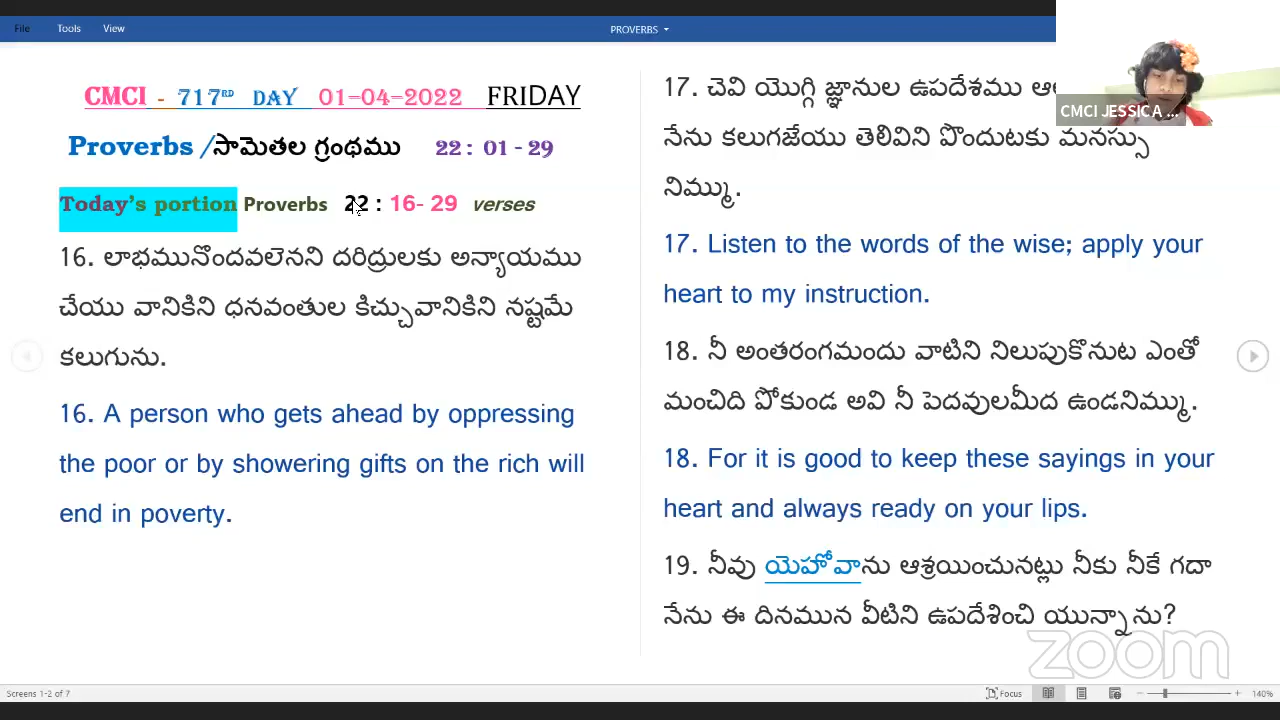 File Tools View PROVERBS
CMCI - 717RD DAY 01-04-2022 FRIDAY
Proverbs /సామెతల గ్రంథము 22 : 01 - 29
Today's portion Proverbs 22 : 16- 29 verses
16. లాభమునొందవలెనని దరిద్రులకు అన్యాయము
చేయు వానికిని ధనవంతుల కిచ్చువానికిని నష్టమే
కలుగును.
16. A person who gets ahead by oppressing
the poor or by showering gifts on the rich will
end in poverty.
17. చెవి యొగ్గి జ్ఞానుల ఉపదేశము
CMCI JESSICA ...
నేను కలుగజేయు తెలివిని పొందుటకు మనస్సు
నిమ్ము.
17. Listen to the words of the wise; apply your
heart to my instruction.
18. నీ అంతరంగమందు వాటిని నిలుపుకొనుట ఎంతో
మంచిది పోకుండ అవి నీ పెదవులమీద ఉండనిమ్ము.
18. For it is good to keep these sayings in your
heart and always ready on your lips.
19. నీవు యెహోవాను ఆశ్రయించునట్లు నీకు నీకే గదా
నేను ఈ దినమున వీటిని ఉపదేశించి యున్నాను?
zoom
Screens 1-2 of 7 Focus 140%